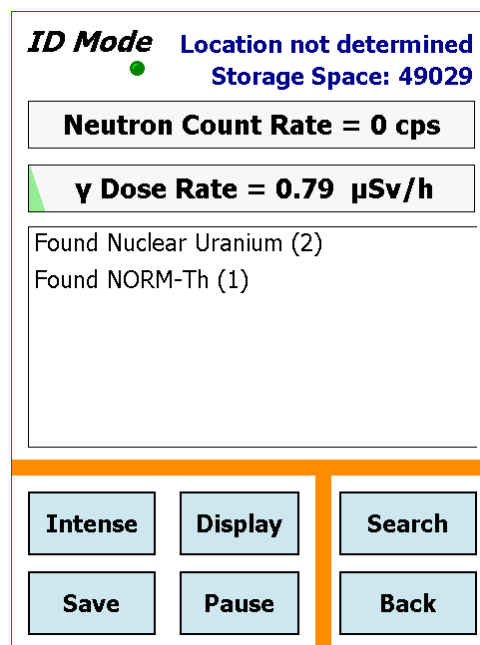 ID Mode
Location not determined
Storage Space: 49029
Neutron Count Rate = 0 cps
γ Dose Rate = 0.79 µSv/h
Found Nuclear Uranium (2)
Found NORM-Th (1)
Intense Display Search
Save Pause Back